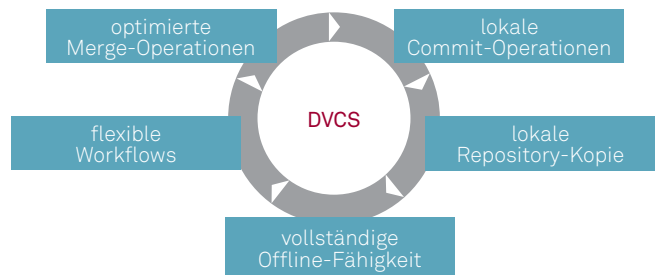 optimierte
Merge-Operationen
lokale
Commit-Operationen
DVCS
flexible
Workflows
lokale
Repository-Kopie
vollständige
Offline-Fähigkeit